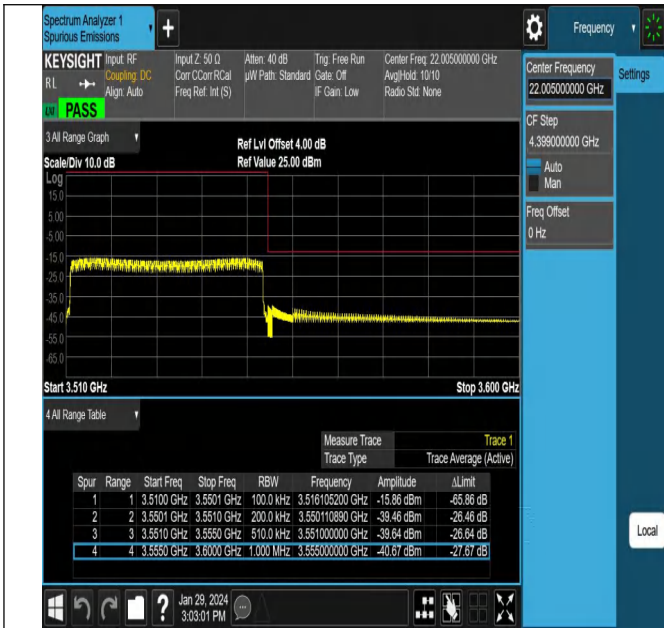 Spectrum Analyzer 1
Spurious Emissions
Frequency
KEYSIGHT
RL
Input: RF
Coupling: DC
Align: Auto
Input Z: 50 Ω
Corr CCorr RCal
Freq Ref: Int (S)
Atten: 40 dB
µW Path: Standard
Trig: Free Run
Gate: Off
IF Gain: Low
Center Freq: 22.005000000 GHz
Avg|Hold: 10/10
Radio Std: None
PASS
Center Frequency
22.005000000 GHz
Settings
CF Step
4.399000000 GHz
Auto
Man
Freq Offset
0 Hz
3 All Range Graph
Scale/Div 10.0 dB
Ref Lvl Offset 4.00 dB
Ref Value 25.00 dBm
Log
15.0
5.00
-5.00
-15.0
-25.0
-35.0
-45.0
-55.0
-65.0
Start 3.510 GHz
Stop 3.600 GHz
4 All Range Table
Measure Trace Trace 1
Trace Type Trace Average (Active)
Spur Range Start Freq Stop Freq RBW Frequency Amplitude ΔLimit
1 1 3.5100 GHz 3.5501 GHz 100.0 kHz 3.516105200 GHz -15.86 dBm -65.86 dB
2 2 3.5501 GHz 3.5510 GHz 200.0 kHz 3.550110890 GHz -39.46 dBm -26.46 dB
3 3 3.5510 GHz 3.5550 GHz 510.0 kHz 3.551000000 GHz -39.64 dBm -26.64 dB
4 4 3.5550 GHz 3.6000 GHz 1.000 MHz 3.555000000 GHz -40.67 dBm -27.67 dB
Local
Jan 29, 2024
3:03:01 PM